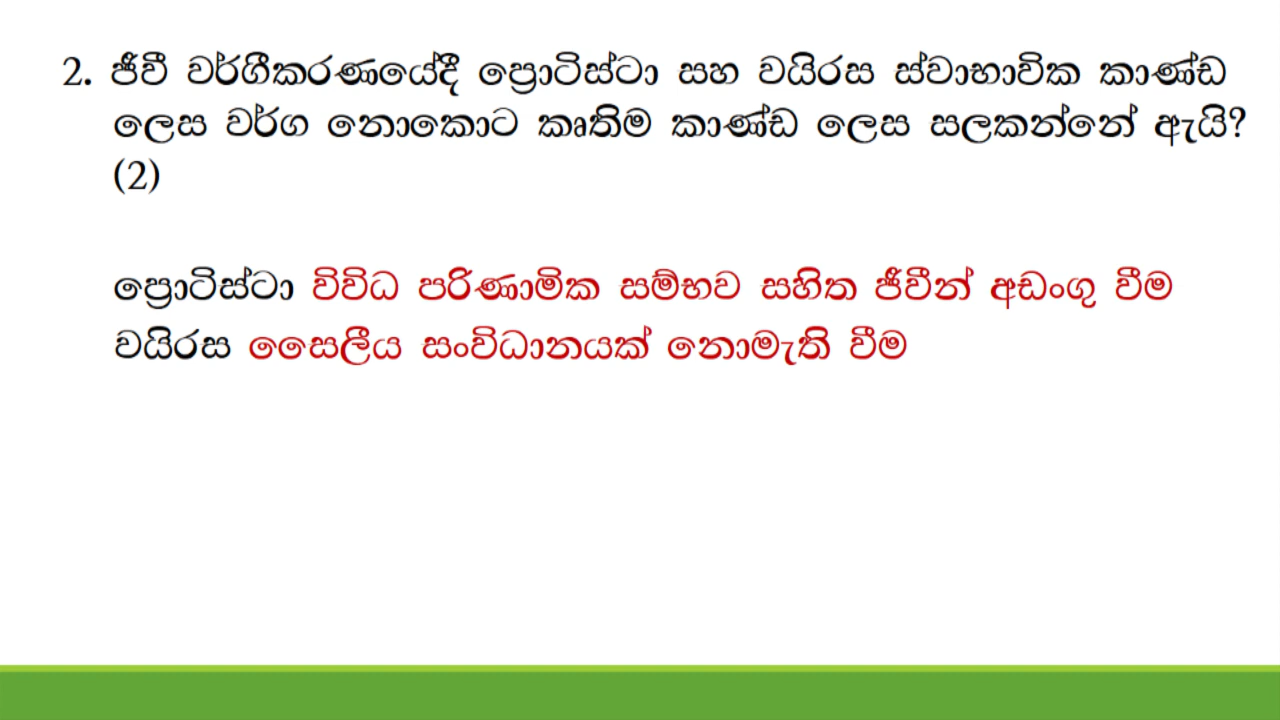 2. ජීවී වර්ගීකරණයේදී ප්‍රොටිස්ටා සහ වයිරස ස්වාභාවික කාණ්ඩ
ලෙස වර්ග නොකොට කෘතිම කාණ්ඩ ලෙස සලකන්නේ ඇයි?
(2)
ප්‍රොටිස්ටා විවිධ පරිණාමික සම්භව සහිත ජීවීන් අඩංගු වීම
වයිරස සෛලීය සංවිධානයක් නොමැති වීම